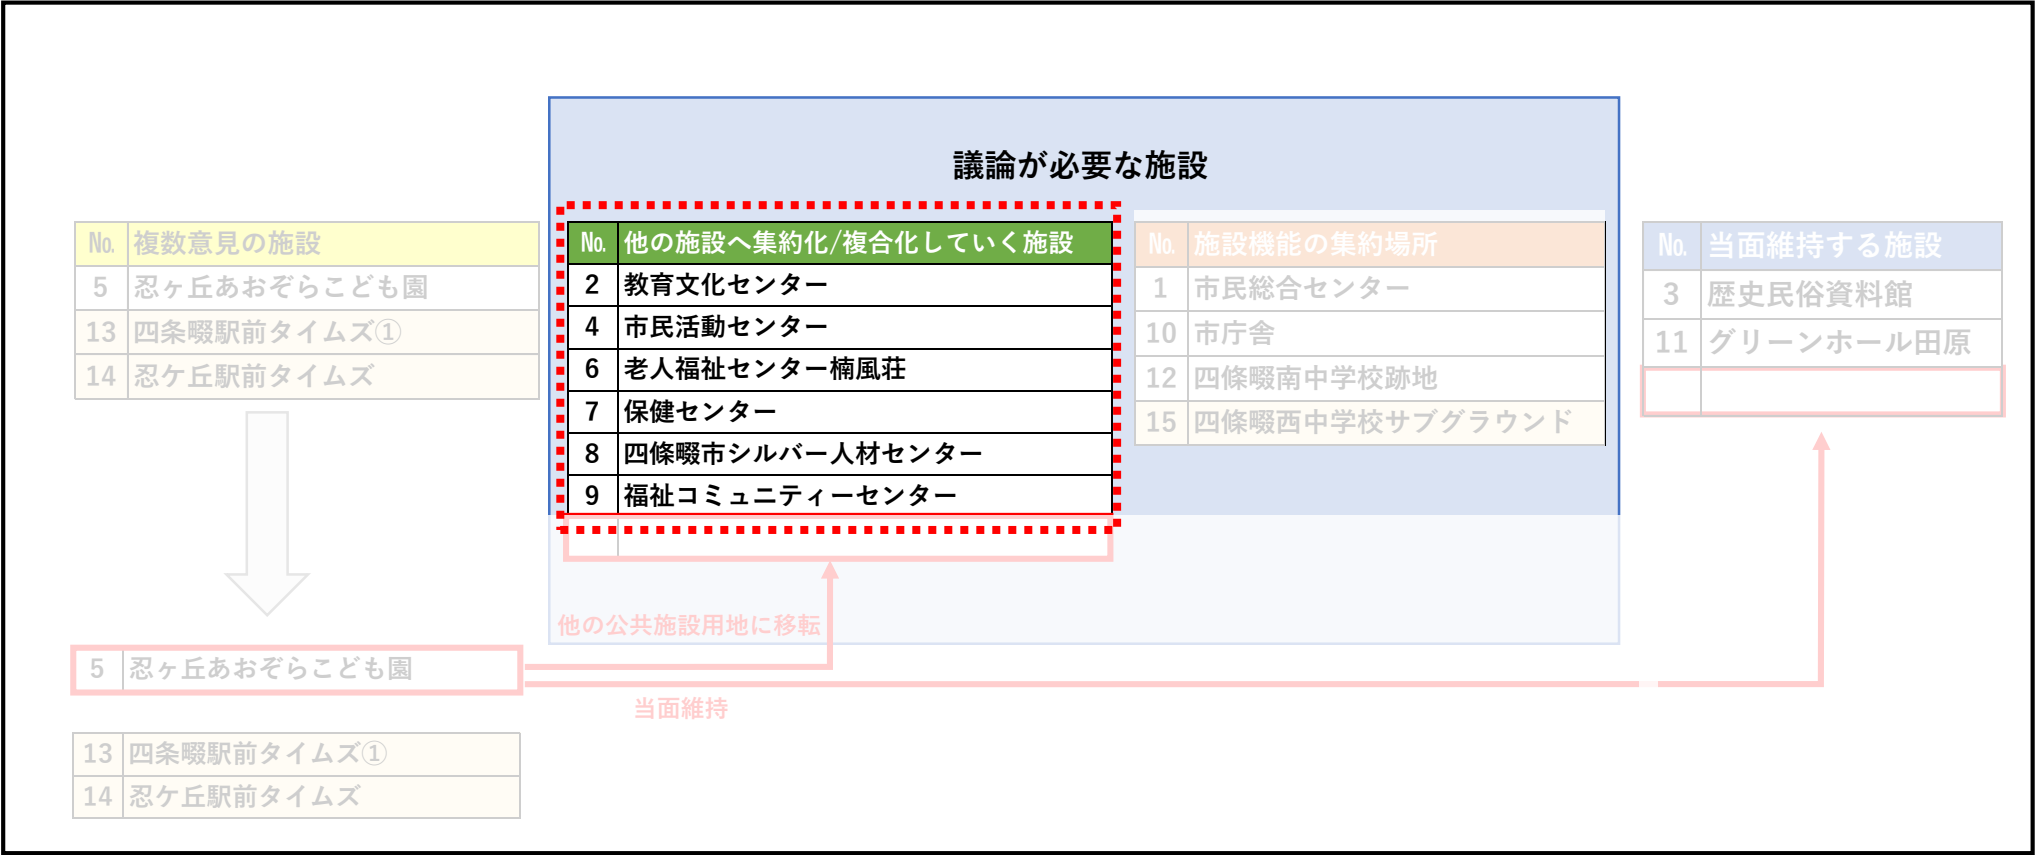 議論が必要な施設
No. 複数意見の施設
5 忍ヶ丘あおぞらこども園
13 四条畷駅前タイムズ①
14 忍ケ丘駅前タイムズ
No. 他の施設へ集約化/複合化していく施設
2 教育文化センター
4 市民活動センター
6 老人福祉センター楠風荘
7 保健センター
8 四條畷市シルバー人材センター
9 福祉コミュニティーセンター
No. 施設機能の集約場所
1 市民総合センター
10 市庁舎
12 四條畷南中学校跡地
15 四條畷西中学校サブグラウンド
No. 当面維持する施設
3 歴史民俗資料館
11 グリーンホール田原
他の公共施設用地に移転
5 忍ヶ丘あおぞらこども園
当面維持
13 四条畷駅前タイムズ①
14 忍ケ丘駅前タイムズ